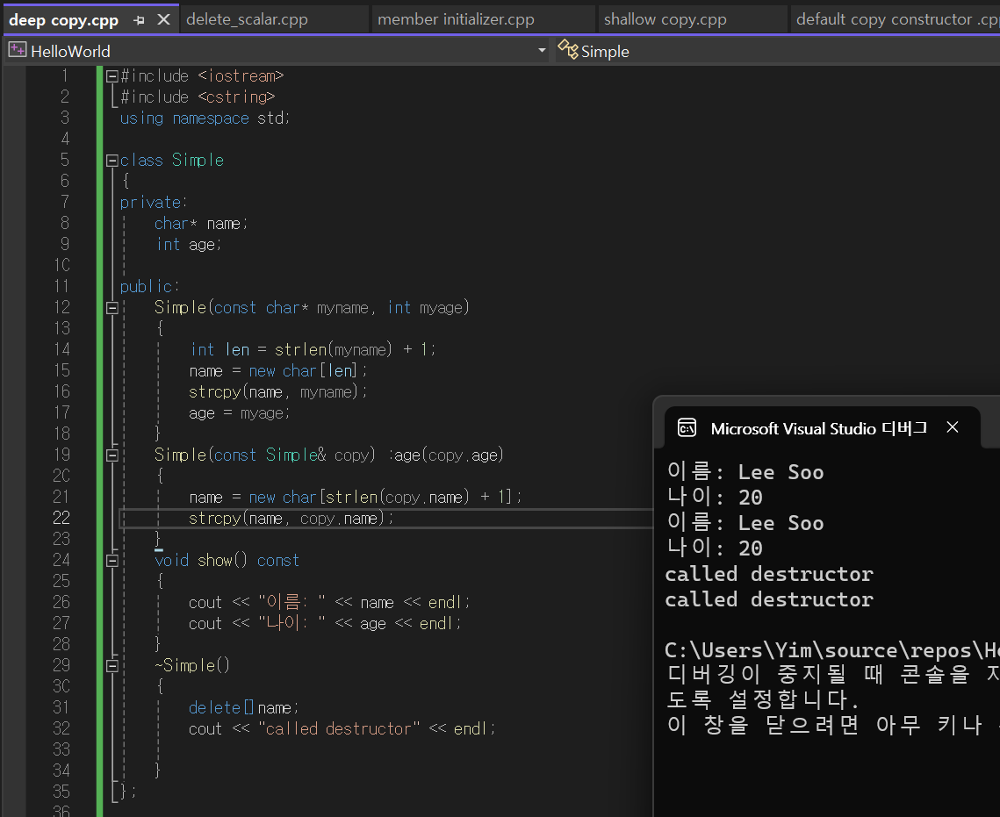 deep copy.cpp
delete_scalar.cpp
member initializer.cpp
shallow copy.cpp
default copy constructor .cpp
HelloWorld
Simple
1 #include <iostream>
2 #include <cstring>
3 using namespace std;
4
5 class Simple
6 {
7 private:
8 char* name;
9 int age;
10
11 public:
12 Simple(const char* myname, int myage)
13 {
14 int len = strlen(myname) + 1;
15 name = new char[len];
16 strcpy(name, myname);
17 age = myage;
18 }
19 Simple(const Simple& copy) :age(copy.age)
20 {
21 name = new char[strlen(copy.name) + 1];
22 strcpy(name, copy.name);
23 }
24 void show() const
25 {
26 cout << "이름: " << name << endl;
27 cout << "나이: " << age << endl;
28 }
29 ~Simple()
30 {
31 delete[]name;
32 cout << "called destructor" << endl;
33
34 }
35 };
36
Microsoft Visual Studio 디버그
이름: Lee Soo
나이: 20
이름: Lee Soo
나이: 20
called destructor
called destructor
C:\Users\Yim\source\repos\H
디버깅이 중지될 때 콘솔을
도록 설정합니다.
이 창을 닫으려면 아무 키나